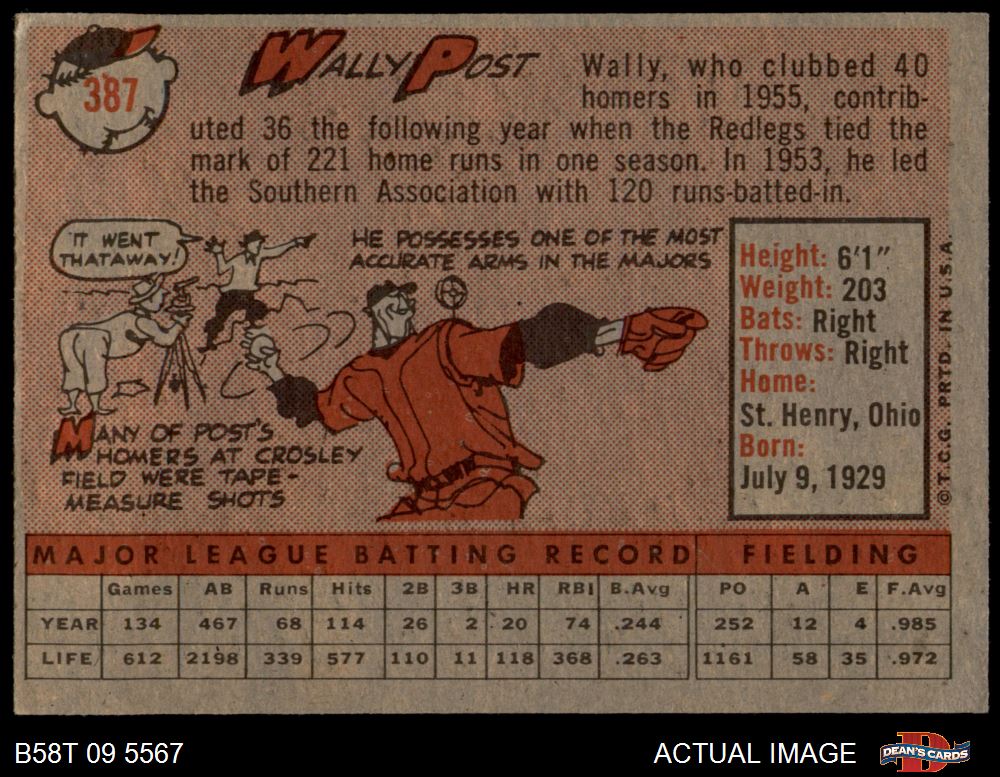 387
WALLY POST
Wally, who clubbed 40
homers in 1955, contrib-
uted 36 the following year when the Redlegs tied the
mark of 221 home runs in one season. In 1953, he led
the Southern Association with 120 runs-batted-in.
"IT WENT
THATAWAY!"
HE POSSESSES ONE OF THE MOST
ACCURATE ARMS IN THE MAJORS
MANY OF POST'S
HOMERS AT CROSLEY
FIELD WERE TAPE-
MEASURE SHOTS
Height: 6'1"
Weight: 203
Bats: Right
Throws: Right
Home:
St. Henry, Ohio
Born:
July 9, 1929
© T.C.G. PRTD. IN U.S.A.
MAJOR LEAGUE BATTING RECORD FIELDING
Games AB Runs Hits 2B 3B HR RBI B.Avg PO A E F.Avg
YEAR 134 467 68 114 26 2 20 74 .244 252 12 4 .985
LIFE 612 2198 339 577 110 11 118 368 .263 1161 58 35 .972
B58T 09 5567 ACTUAL IMAGE DEAN'S CARDS